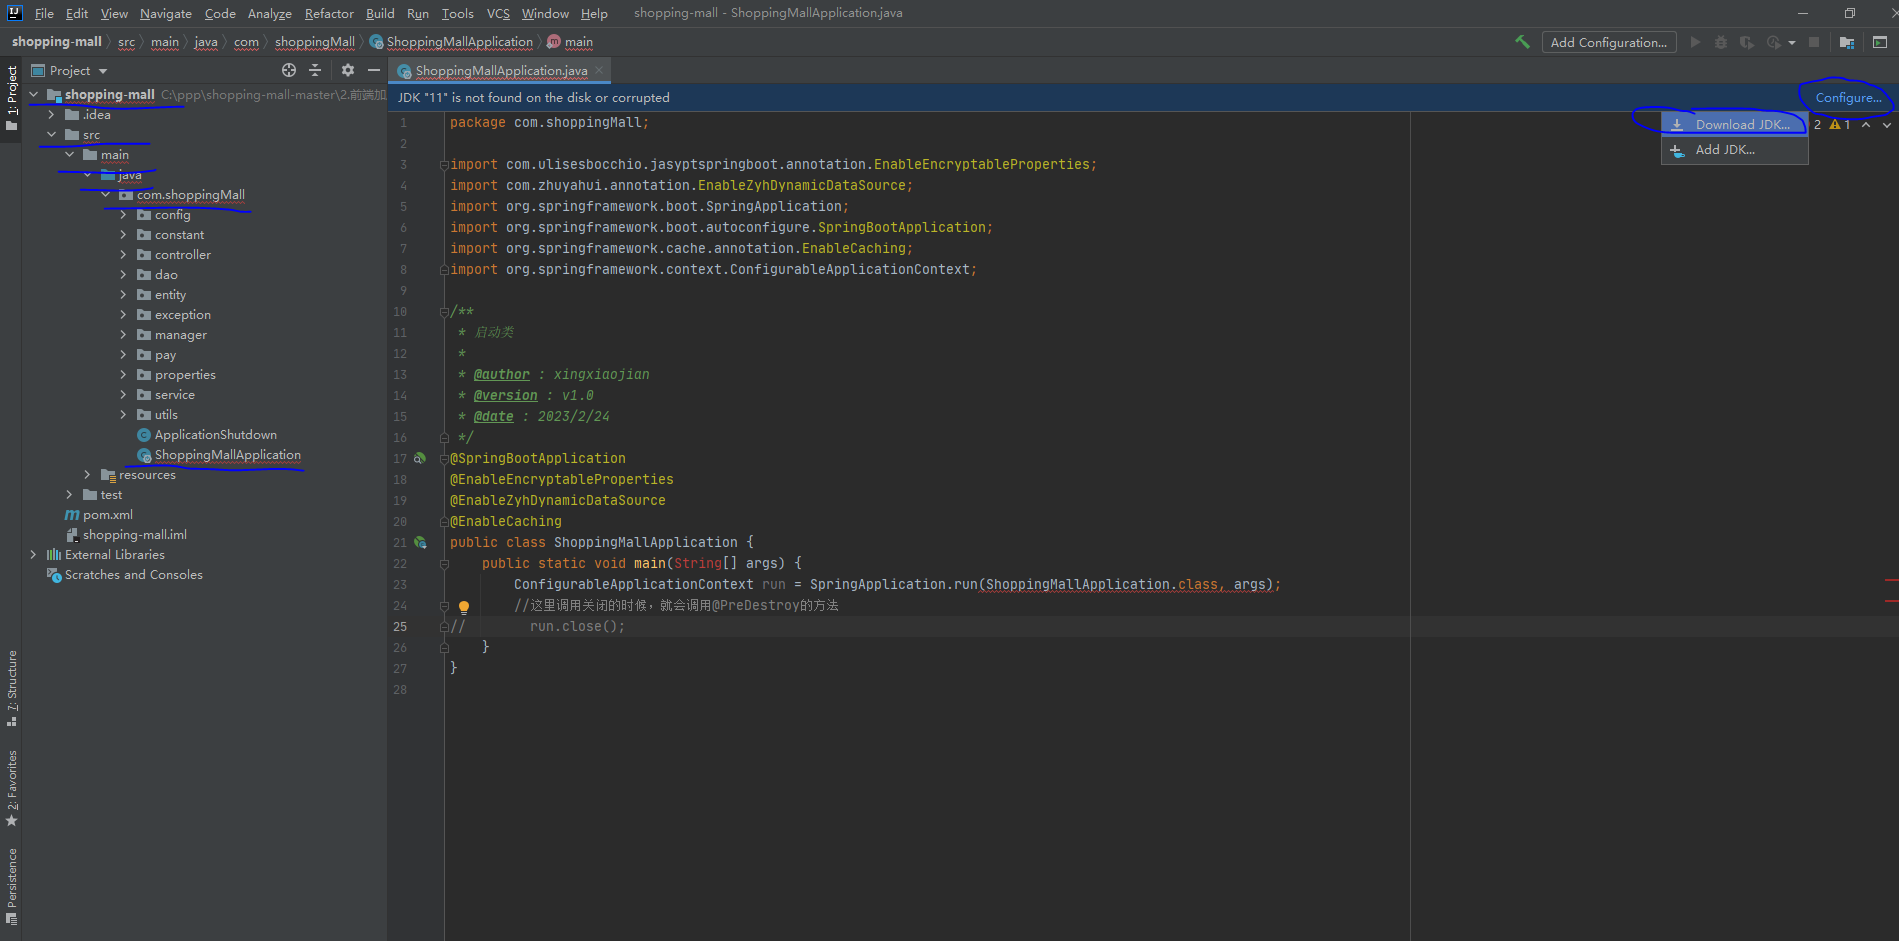 File Edit View Navigate Code Analyze Refactor Build Run Tools VCS Window Help shopping-mall - ShoppingMallApplication.java
shopping-mall src main java com shoppingMall ShoppingMallApplication main Add Configuration...
Project
ShoppingMallApplication.java
JDK "11" is not found on the disk or corrupted
Configure...
Download JDK...
Add JDK...
2 1
1: Project
7: Structure
2: Favorites
Persistence
shopping-mall C:\ppp\shopping-mall-master\2.前端加
.idea
src
main
java
com.shoppingMall
config
constant
controller
dao
entity
exception
manager
pay
properties
service
utils
ApplicationShutdown
ShoppingMallApplication
resources
test
pom.xml
shopping-mall.iml
External Libraries
Scratches and Consoles
1 package com.shoppingMall;
2
3 import com.ulisesbocchio.jasyptspringboot.annotation.EnableEncryptableProperties;
4 import com.zhuyahui.annotation.EnableZyhDynamicDataSource;
5 import org.springframework.boot.SpringApplication;
6 import org.springframework.boot.autoconfigure.SpringBootApplication;
7 import org.springframework.cache.annotation.EnableCaching;
8 import org.springframework.context.ConfigurableApplicationContext;
9
10 /**
11 * 启动类
12 *
13 * @author : xingxiaojian
14 * @version : v1.0
15 * @date : 2023/2/24
16 */
17 @SpringBootApplication
18 @EnableEncryptableProperties
19 @EnableZyhDynamicDataSource
20 @EnableCaching
21 public class ShoppingMallApplication {
22 public static void main(String[] args) {
23 ConfigurableApplicationContext run = SpringApplication.run(ShoppingMallApplication.class, args);
24 //这里调用关闭的时候，就会调用@PreDestroy的方法
25 // run.close();
26 }
27 }
28